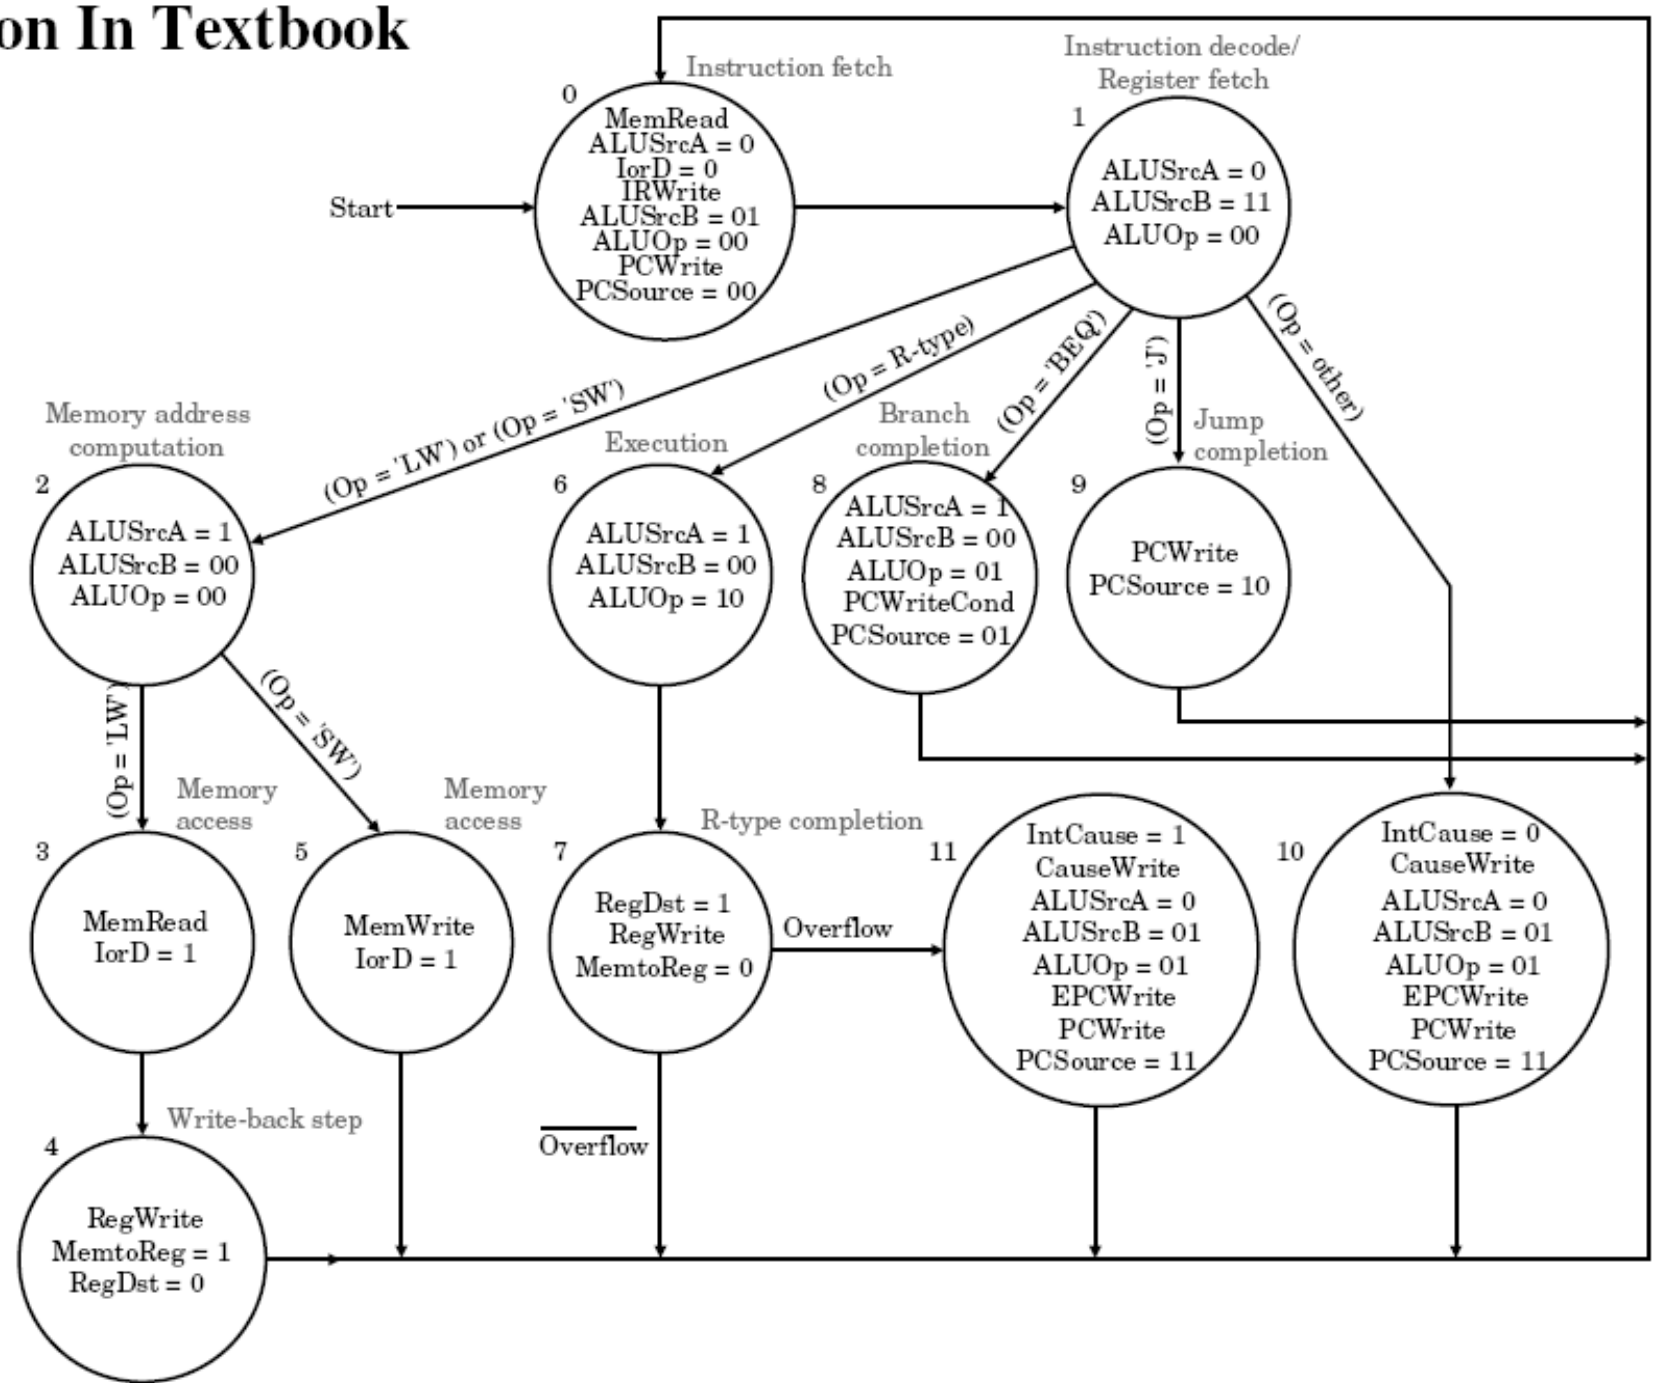 on In Textbook
Instruction fetch
0
MemRead
ALUSrcA = 0
IorD = 0
IRWrite
ALUSrcB = 01
ALUOp = 00
PCWrite
PCSource = 00
Start
Instruction decode/
Register fetch
1
ALUSrcA = 0
ALUSrcB = 11
ALUOp = 00
(Op = 'LW') or (Op = 'SW')
(Op = R-type)
(Op = 'BEQ')
(Op = 'J')
(Op = other)
Memory address
computation
2
ALUSrcA = 1
ALUSrcB = 00
ALUOp = 00
Execution
6
ALUSrcA = 1
ALUSrcB = 00
ALUOp = 10
Branch
completion
8
ALUSrcA = 1
ALUSrcB = 00
ALUOp = 01
PCWriteCond
PCSource = 01
Jump
completion
9
PCWrite
PCSource = 10
(Op = 'LW')
(Op = 'SW')
Memory
access
3
MemRead
IorD = 1
Memory
access
5
MemWrite
IorD = 1
R-type completion
7
RegDst = 1
RegWrite
MemtoReg = 0
Overflow
Overflow
11
IntCause = 1
CauseWrite
ALUSrcA = 0
ALUSrcB = 01
ALUOp = 01
EPCWrite
PCWrite
PCSource = 11
10
IntCause = 0
CauseWrite
ALUSrcA = 0
ALUSrcB = 01
ALUOp = 01
EPCWrite
PCWrite
PCSource = 11
Write-back step
4
RegWrite
MemtoReg = 1
RegDst = 0